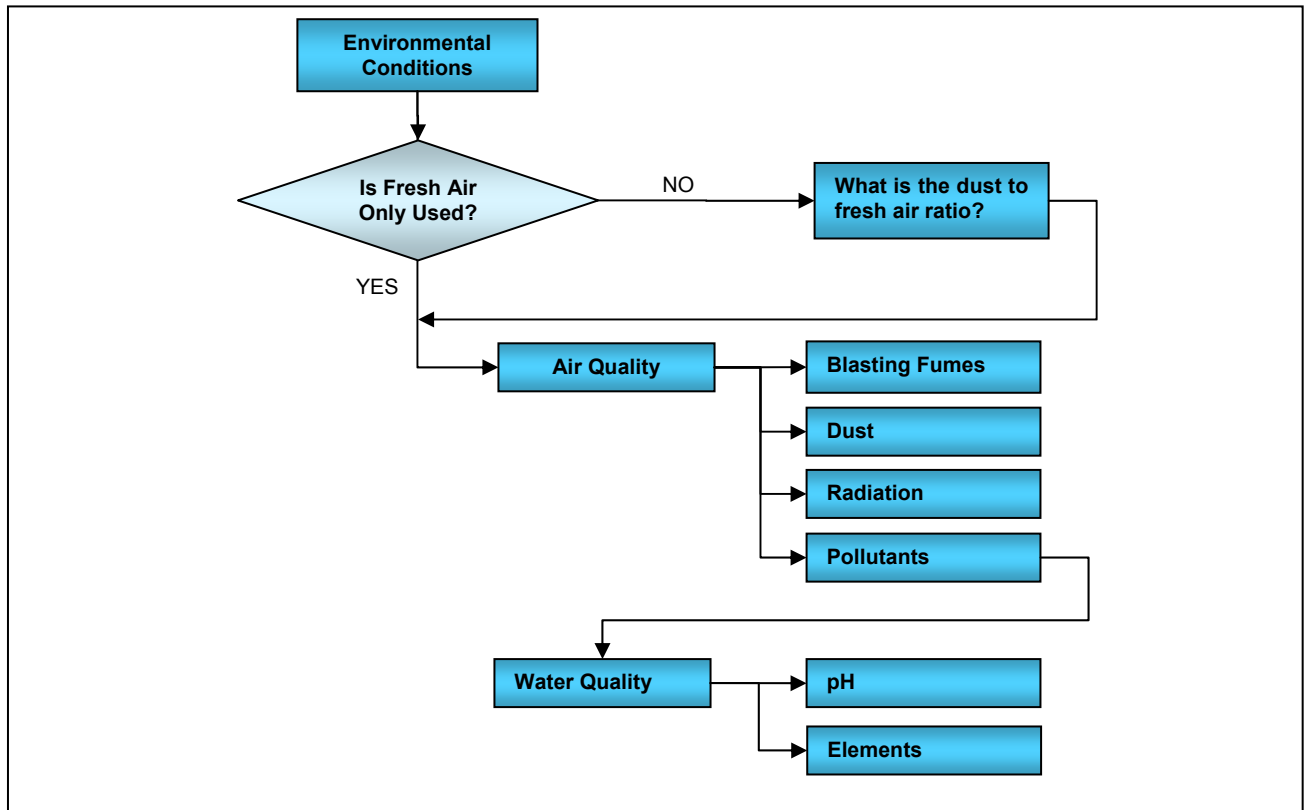 Environmental
Conditions
Is Fresh Air
Only Used?
NO
What is the dust to
fresh air ratio?
YES
Air Quality
Blasting Fumes
Dust
Radiation
Pollutants
Water Quality
pH
Elements